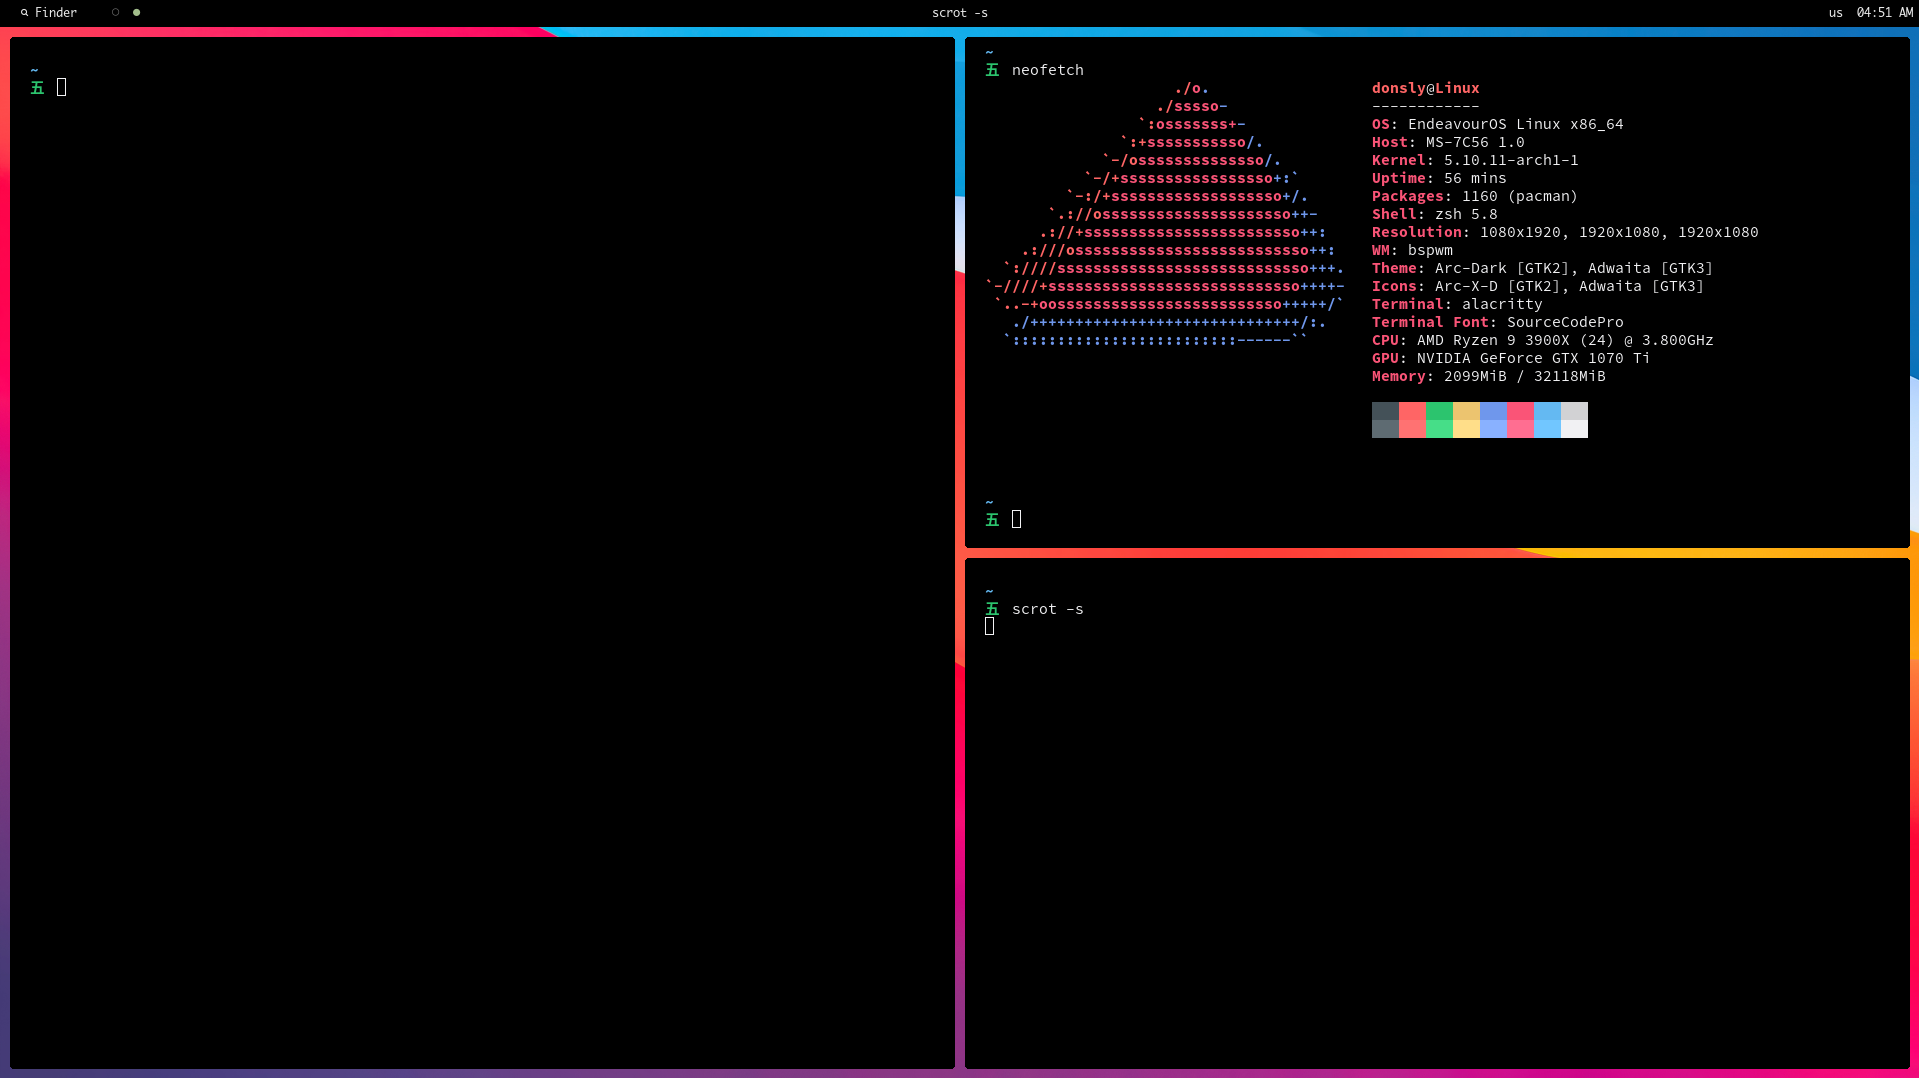 Finder
scrot -s
us 04:51 AM
~
五
~
五 neofetch
./o.
./sssso-
`:osssssss+-
`:+sssssssssso/.
`-/ossssssssssssso/.
`-/+sssssssssssssssso+:`
`-:/+sssssssssssssssssso+/.
`.://osssssssssssssssssssso++-
.://+ssssssssssssssssssssssso++:
.:///ossssssssssssssssssssssssso++:
`:////ssssssssssssssssssssssssssso+++.
`-////+ssssssssssssssssssssssssssso++++-
`..-+oosssssssssssssssssssssssso+++++/`
./++++++++++++++++++++++++++++++/:.
`:::::::::::::::::::::::::------``
donsly@Linux
------------
OS: EndeavourOS Linux x86_64
Host: MS-7C56 1.0
Kernel: 5.10.11-arch1-1
Uptime: 56 mins
Packages: 1160 (pacman)
Shell: zsh 5.8
Resolution: 1080x1920, 1920x1080, 1920x1080
WM: bspwm
Theme: Arc-Dark [GTK2], Adwaita [GTK3]
Icons: Arc-X-D [GTK2], Adwaita [GTK3]
Terminal: alacritty
Terminal Font: SourceCodePro
CPU: AMD Ryzen 9 3900X (24) @ 3.800GHz
GPU: NVIDIA GeForce GTX 1070 Ti
Memory: 2099MiB / 32118MiB
~
五
~
五 scrot -s